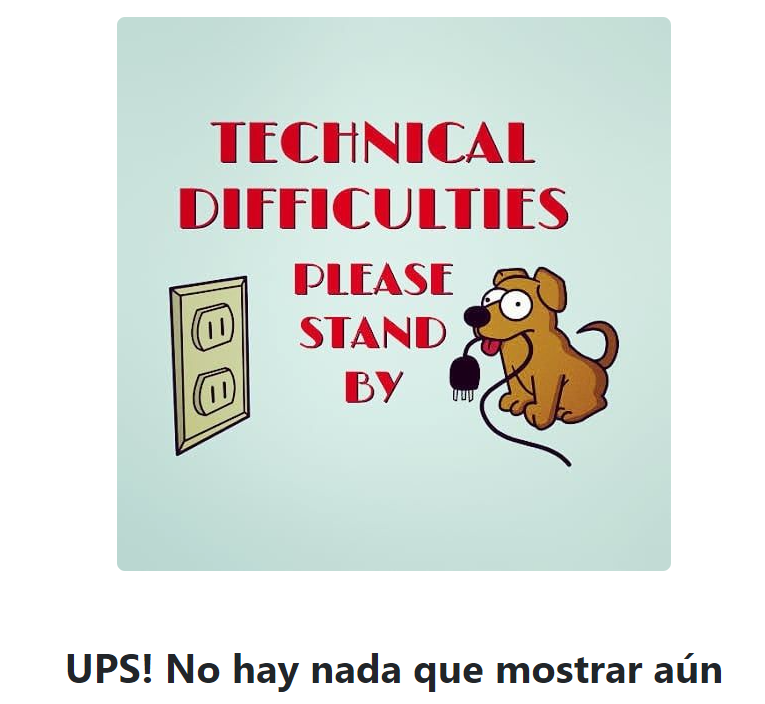 TECHNICAL
DIFFICULTIES
PLEASE
STAND
BY
UPS! No hay nada que mostrar aún